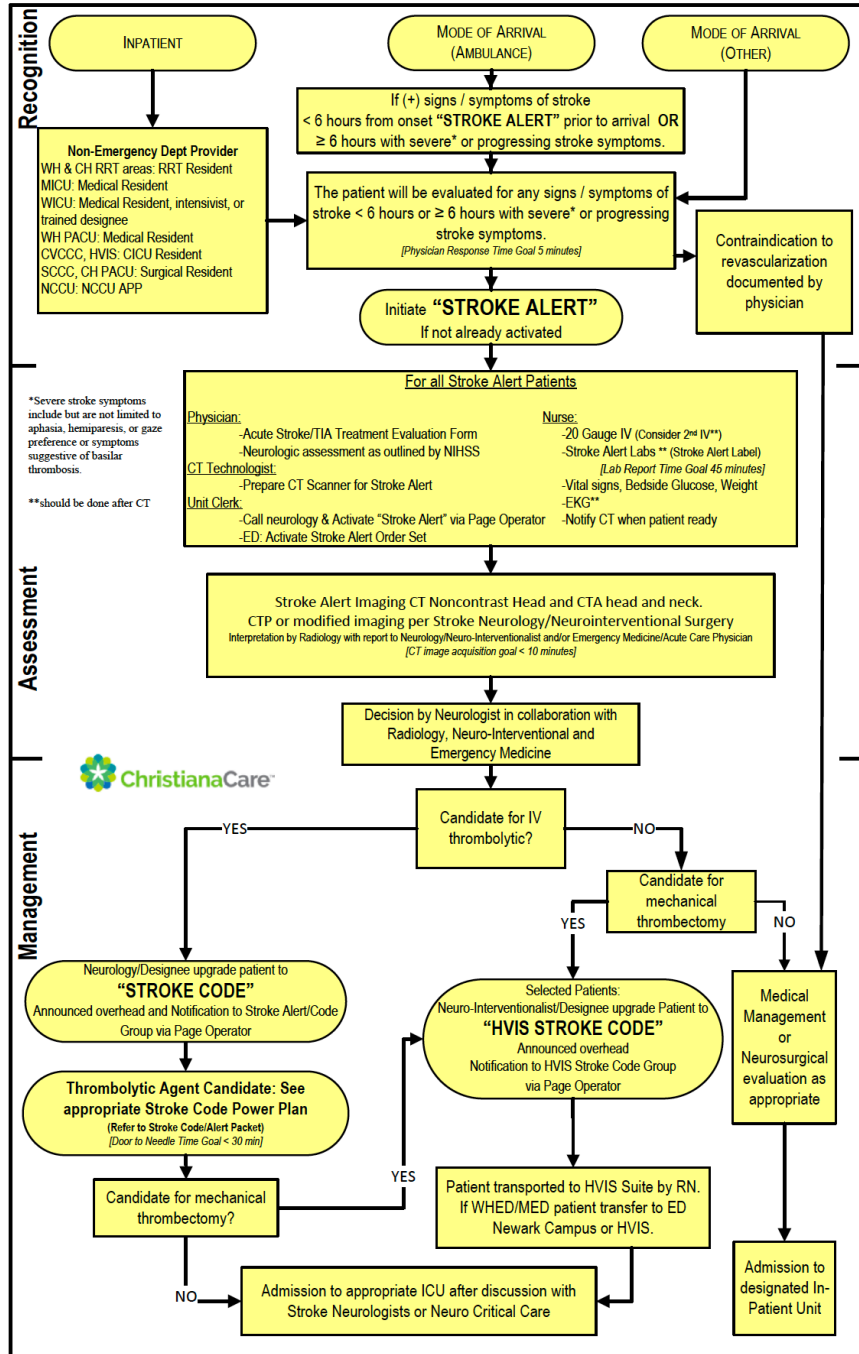 Recognition
INPATIENT
MODE OF ARRIVAL
(AMBULANCE)
MODE OF ARRIVAL
(OTHER)
If (+) signs / symptoms of stroke
< 6 hours from onset “STROKE ALERT” prior to arrival OR
≥ 6 hours with severe* or progressing stroke symptoms.
Non-Emergency Dept Provider
WH & CH RRT areas: RRT Resident
MICU: Medical Resident
WICU: Medical Resident, intensivist, or
trained designee
WH PACU: Medical Resident
CVCCC, HVIS: CICU Resident
SCCC, CH PACU: Surgical Resident
NCCU: NCCU APP
The patient will be evaluated for any signs / symptoms of
stroke < 6 hours or ≥ 6 hours with severe* or progressing
stroke symptoms.
[Physician Response Time Goal 5 minutes]
Contraindication to
revascularization
documented by
physician
Initiate “STROKE ALERT”
If not already activated
Assessment
*Severe stroke symptoms
include but are not limited to
aphasia, hemiparesis, or gaze
preference or symptoms
suggestive of basilar
thrombosis.
**should be done after CT
For all Stroke Alert Patients
Physician:
-Acute Stroke/TIA Treatment Evaluation Form
-Neurologic assessment as outlined by NIHSS
CT Technologist:
-Prepare CT Scanner for Stroke Alert
Unit Clerk:
-Call neurology & Activate “Stroke Alert” via Page Operator
-ED: Activate Stroke Alert Order Set
Nurse:
-20 Gauge IV (Consider 2nd IV**)
-Stroke Alert Labs ** (Stroke Alert Label)
[Lab Report Time Goal 45 minutes]
-Vital signs, Bedside Glucose, Weight
-EKG**
-Notify CT when patient ready
Stroke Alert Imaging CT Noncontrast Head and CTA head and neck.
CTP or modified imaging per Stroke Neurology/Neurointerventional Surgery
Interpretation by Radiology with report to Neurology/Neuro-Interventionalist and/or Emergency Medicine/Acute Care Physician
[CT image acquisition goal < 10 minutes]
Decision by Neurologist in collaboration with
Radiology, Neuro-Interventional and
Emergency Medicine
Management
ChristianaCare™
Candidate for IV
thrombolytic?
YES
NO
Candidate for
mechanical
thrombectomy
YES
NO
Neurology/Designee upgrade patient to
“STROKE CODE”
Announced overhead and Notification to Stroke Alert/Code
Group via Page Operator
Selected Patients:
Neuro-Interventionalist/Designee upgrade Patient to
“HVIS STROKE CODE”
Announced overhead
Notification to HVIS Stroke Code Group
via Page Operator
Medical
Management
or
Neurosurgical
evaluation as
appropriate
Thrombolytic Agent Candidate: See
appropriate Stroke Code Power Plan
(Refer to Stroke Code/Alert Packet)
[Door to Needle Time Goal < 30 min]
Candidate for mechanical
thrombectomy?
YES
NO
Patient transported to HVIS Suite by RN.
If WHED/MED patient transfer to ED
Newark Campus or HVIS.
Admission to appropriate ICU after discussion with
Stroke Neurologists or Neuro Critical Care
Admission to
designated In-
Patient Unit